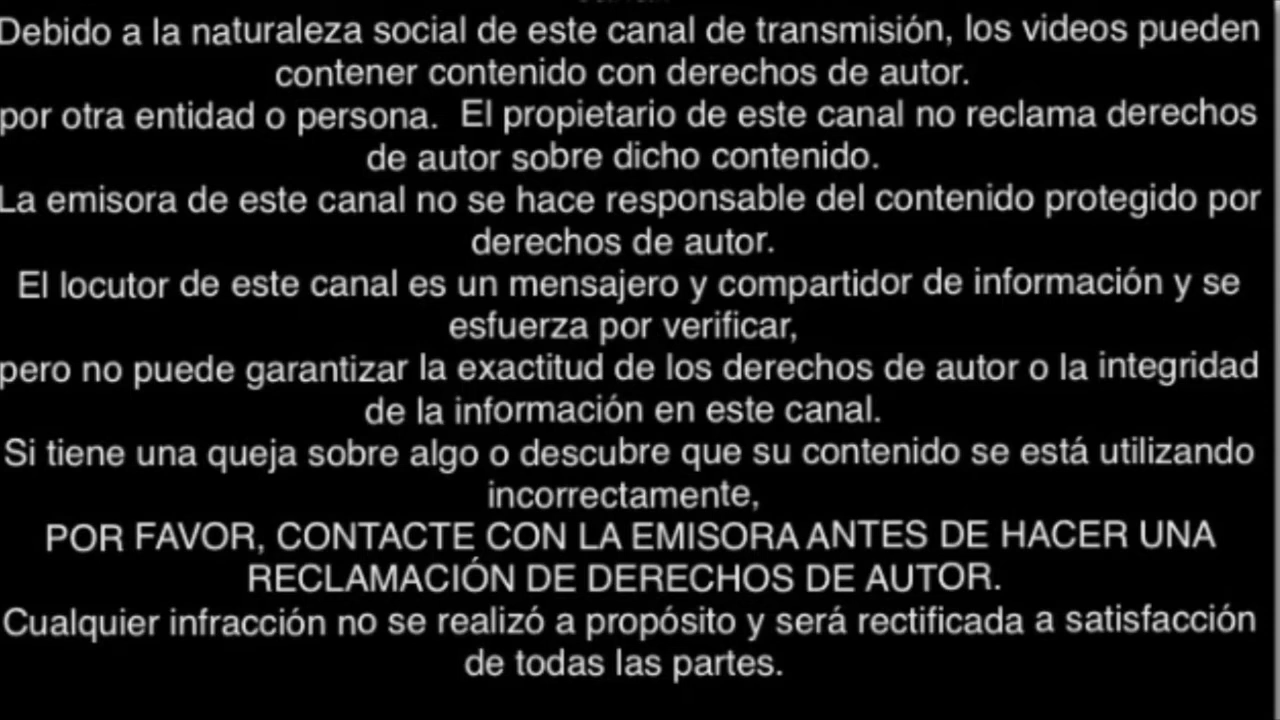 Debido a la naturaleza social de este canal de transmisión, los videos pueden
contener contenido con derechos de autor.
por otra entidad o persona. El propietario de este canal no reclama derechos
de autor sobre dicho contenido.
La emisora de este canal no se hace responsable del contenido protegido por
derechos de autor.
El locutor de este canal es un mensajero y compartidor de información y se
esfuerza por verificar,
pero no puede garantizar la exactitud de los derechos de autor o la integridad
de la información en este canal.
Si tiene una queja sobre algo o descubre que su contenido se está utilizando
incorrectamente,
POR FAVOR, CONTACTE CON LA EMISORA ANTES DE HACER UNA
RECLAMACIÓN DE DERECHOS DE AUTOR.
Cualquier infracción no se realizó a propósito y será rectificada a satisfacción
de todas las partes.